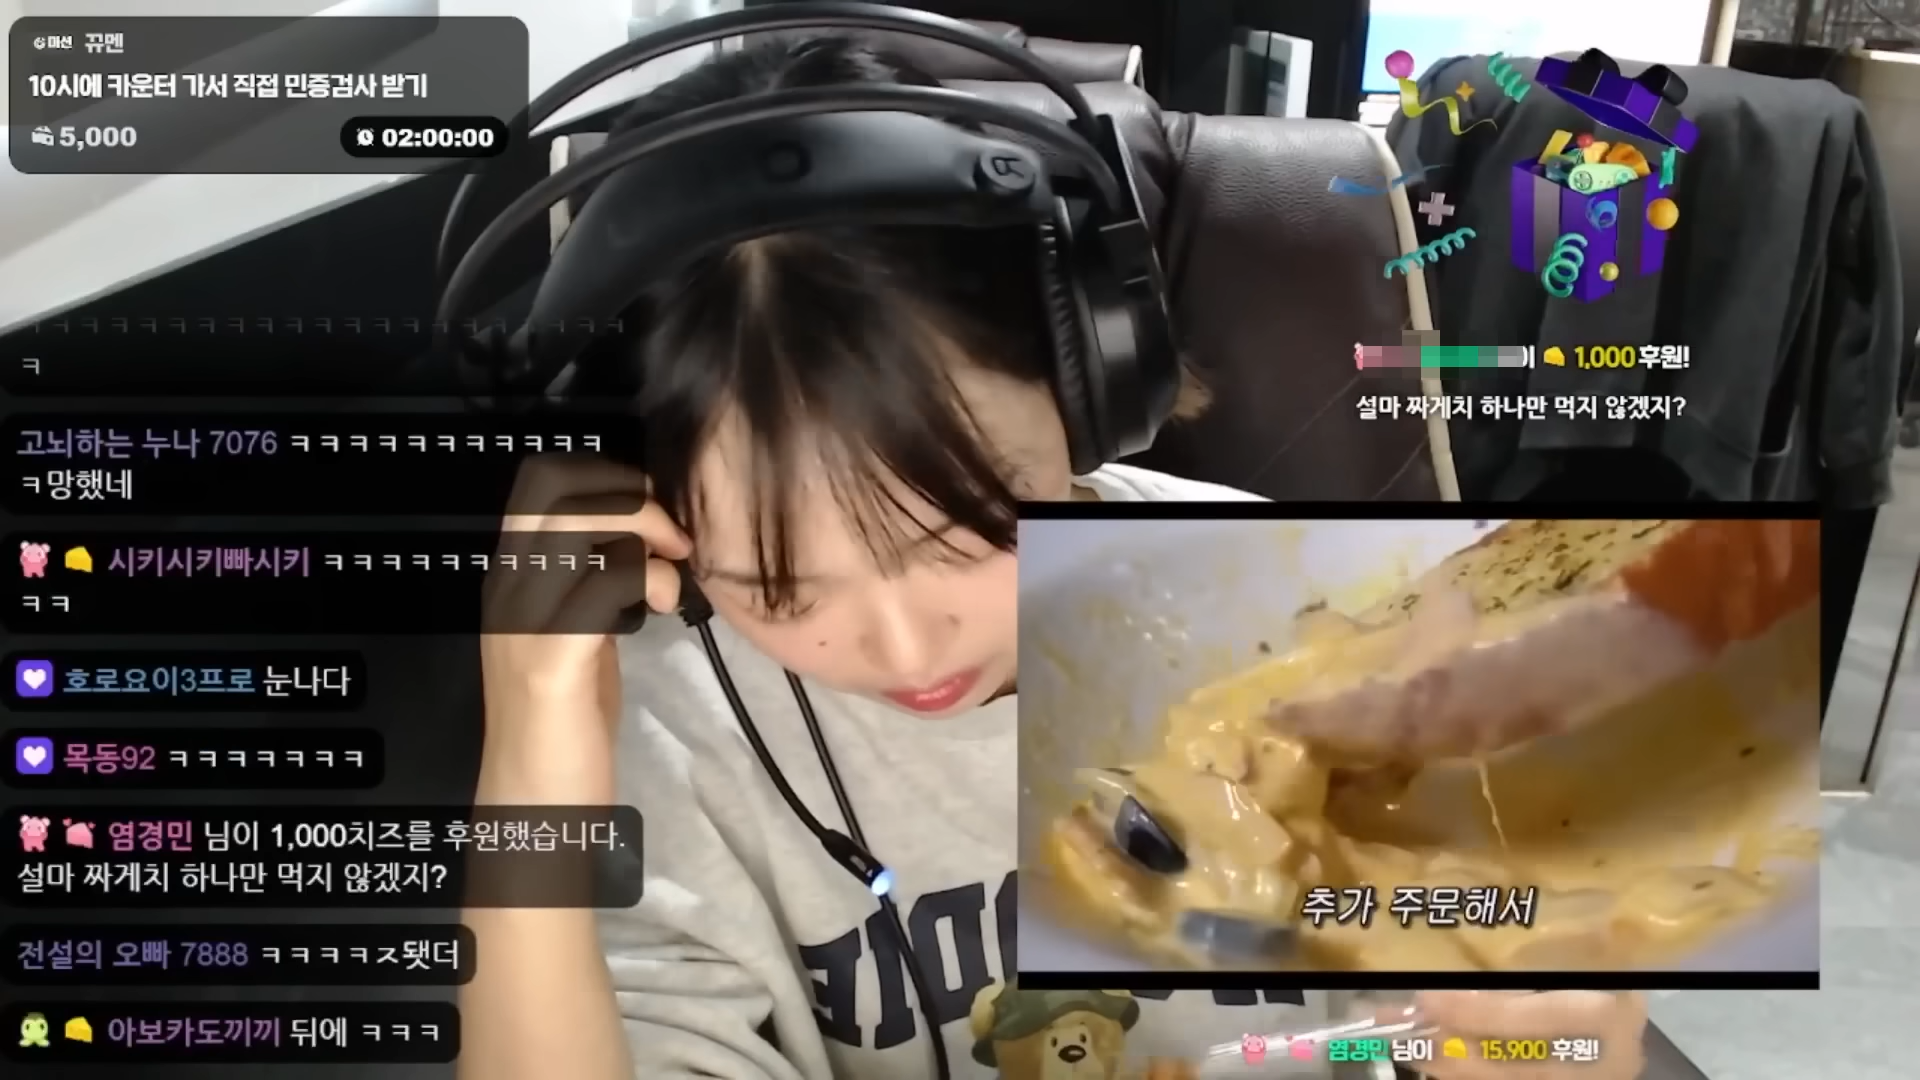 미션 뀨멘
10시에 카운터 가서 직접 민증검사 받기
5,000
02:00:00
ㅋㅋㅋㅋㅋㅋㅋㅋㅋㅋㅋㅋㅋㅋㅋㅋㅋㅋㅋㅋㅋ
ㅋ
고뇌하는 누나 7076 ㅋㅋㅋㅋㅋㅋㅋㅋㅋㅋㅋ
ㅋ망했네
시키시키빠시키 ㅋㅋㅋㅋㅋㅋㅋㅋㅋㅋ
ㅋㅋ
호로요이3프로 눈나다
목동92 ㅋㅋㅋㅋㅋㅋㅋ
염경민 님이 1,000치즈를 후원했습니다.
설마 짜게치 하나만 먹지 않겠지?
전설의 오빠 7888 ㅋㅋㅋㅋㅈ됏더
아보카도끼끼 뒤에 ㅋㅋㅋ
이 1,000 후원!
설마 짜게치 하나만 먹지 않겠지?
추가 주문해서
염경민님이 15,900 후원!